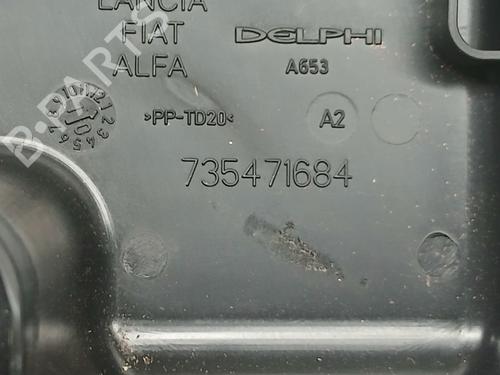 LANCIA
FIAT
ALFA
DELPHI
A653
>PP-TD20<
A2
735471684
B-PARTS